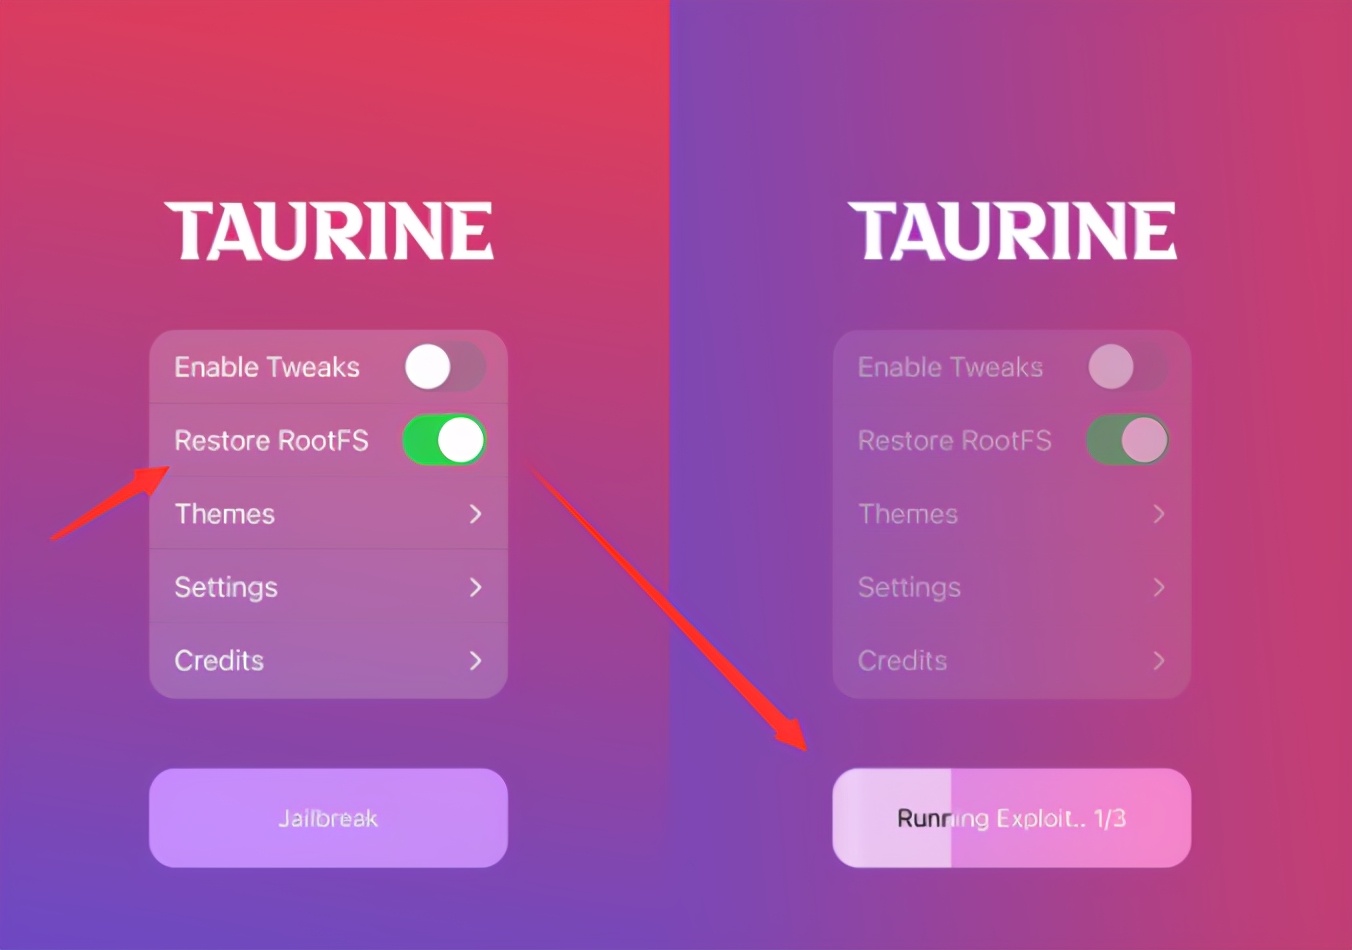 TAURINE
Enable Tweaks
Restore RootFS
Themes
Settings
Credits
Jailbreak
TAURINE
Enable Tweaks
Restore RootFS
Themes
Settings
Credits
Running Exploit.. 1/3